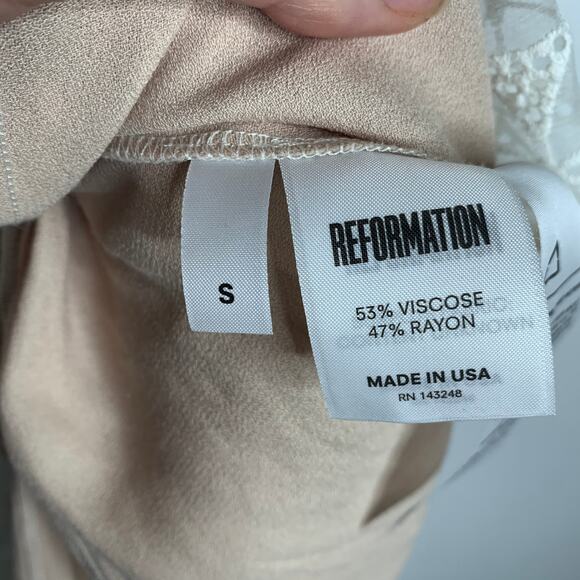 S
REFORMATION
53% VISCOSE
47% RAYON
MADE IN USA
RN 143248